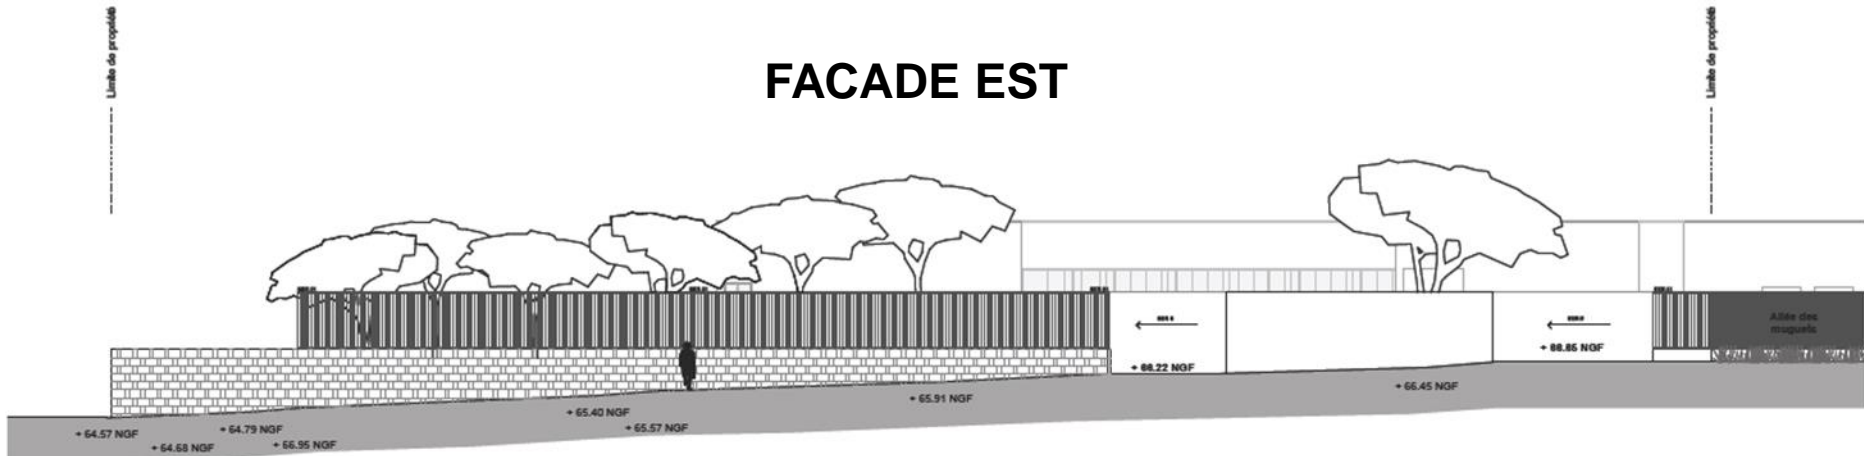 Limite de propriété
Limite de propriété
FACADE EST
Allée des
muguets
+ 66.65 NGF
+ 66.22 NGF
+ 66.45 NGF
+ 65.91 NGF
+ 65.40 NGF
+ 65.57 NGF
+ 64.57 NGF
+ 64.79 NGF
+ 64.68 NGF
+ 66.95 NGF